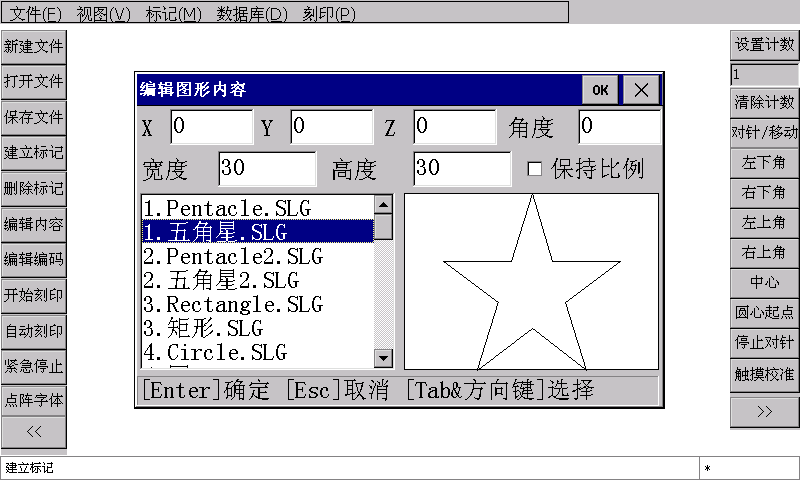 文件(F) 视图(V) 标记(M) 数据库(D) 刻印(P)
新建文件
打开文件
保存文件
建立标记
删除标记
编辑内容
编辑编码
开始刻印
自动刻印
紧急停止
点阵字体
<<
编辑图形内容
OK
X 0 Y 0 Z 0 角度 0
宽度 30 高度 30 保持比例
1.Pentacle.SLG
1.五角星.SLG
2.Pentacle2.SLG
2.五角星2.SLG
3.Rectangle.SLG
3.矩形.SLG
4.Circle.SLG
[Enter]确定 [Esc]取消 [Tab&方向键]选择
设置计数
1
清除计数
对针/移动
左下角
右下角
左上角
右上角
中心
圆心起点
停止对针
触摸校准
>>
建立标记
*